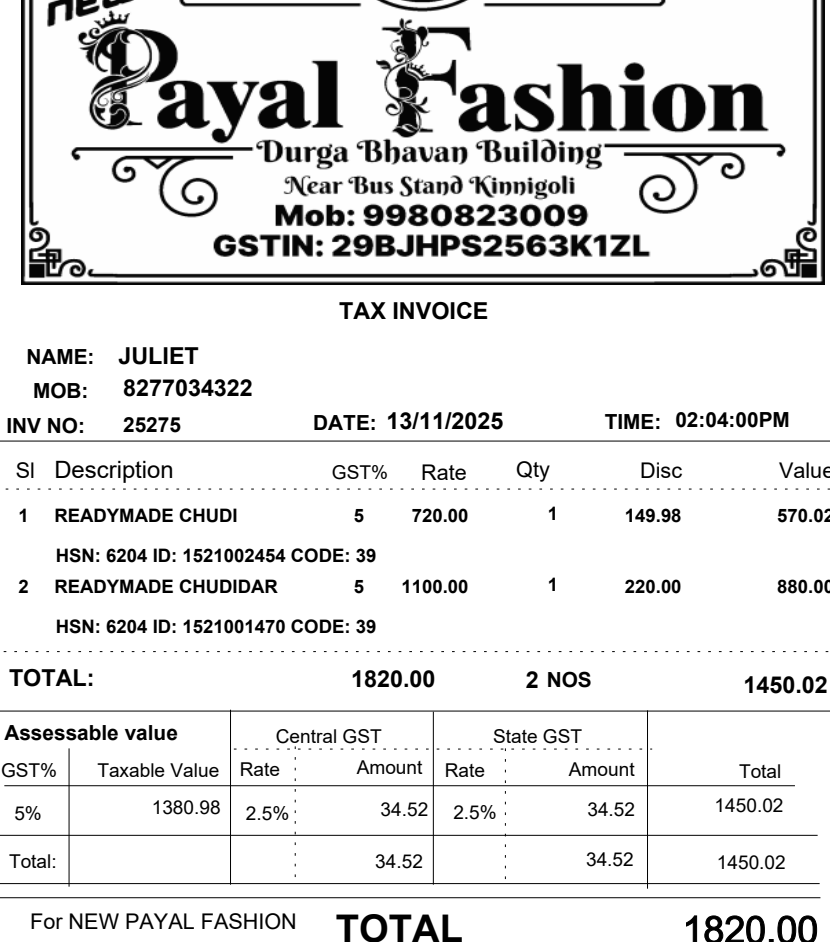 new
Payal Fashion
Durga Bhavan Building
Near Bus Stand Kinnigoli
Mob: 9980823009
GSTIN: 29BJHPS2563K1ZL
TAX INVOICE
NAME: JULIET
MOB: 8277034322
INV NO: 25275 DATE: 13/11/2025 TIME: 02:04:00PM
Sl Description GST% Rate Qty Disc Value
1 READYMADE CHUDI 5 720.00 1 149.98 570.02
HSN: 6204 ID: 1521002454 CODE: 39
2 READYMADE CHUDIDAR 5 1100.00 1 220.00 880.00
HSN: 6204 ID: 1521001470 CODE: 39
TOTAL: 1820.00 2 NOS 1450.02
Assessable value Central GST State GST
GST% Taxable Value Rate Amount Rate Amount Total
5% 1380.98 2.5% 34.52 2.5% 34.52 1450.02
Total: 34.52 34.52 1450.02
For NEW PAYAL FASHION TOTAL 1820.00